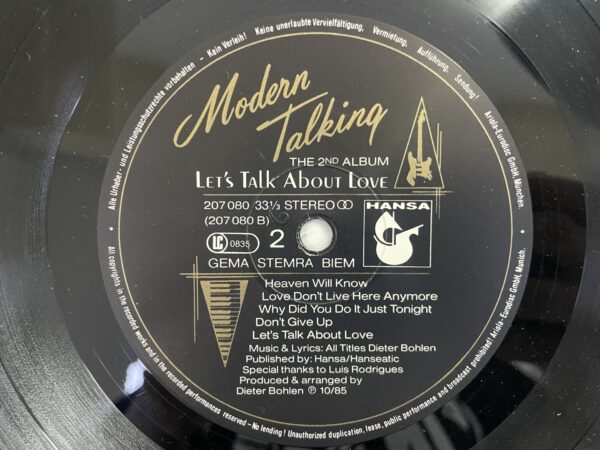 Alle Urheber- und Leistungsschutzrechte vorbehalten - Kein Verleih! Keine unerlaubte Vervielfältigung, Vermietung, Aufführung, Sendung! Ariola-Eurodisc GmbH, München.
Modern
Talking
THE 2ND ALBUM
LET'S TALK ABOUT LOVE
207 080 33⅓ STEREO
(207 080 B)
HANSA
LC 0835
2
GEMA STEMRA BIEM
Heaven Will Know
Love Don't Live Here Anymore
Why Did You Do It Just Tonight
Don't Give Up
Let's Talk About Love
Music & Lyrics: All Titles Dieter Bohlen
Published by: Hansa/Hanseatic
Special thanks to Luis Rodrigues
Produced & arranged by
Dieter Bohlen ℗ 10/85
All copyrights in the recorded works and in the recorded performances reserved - No lending! Unauthorized duplication, lease, public performance and broadcast prohibited! Ariola-Eurodisc GmbH, Munich.